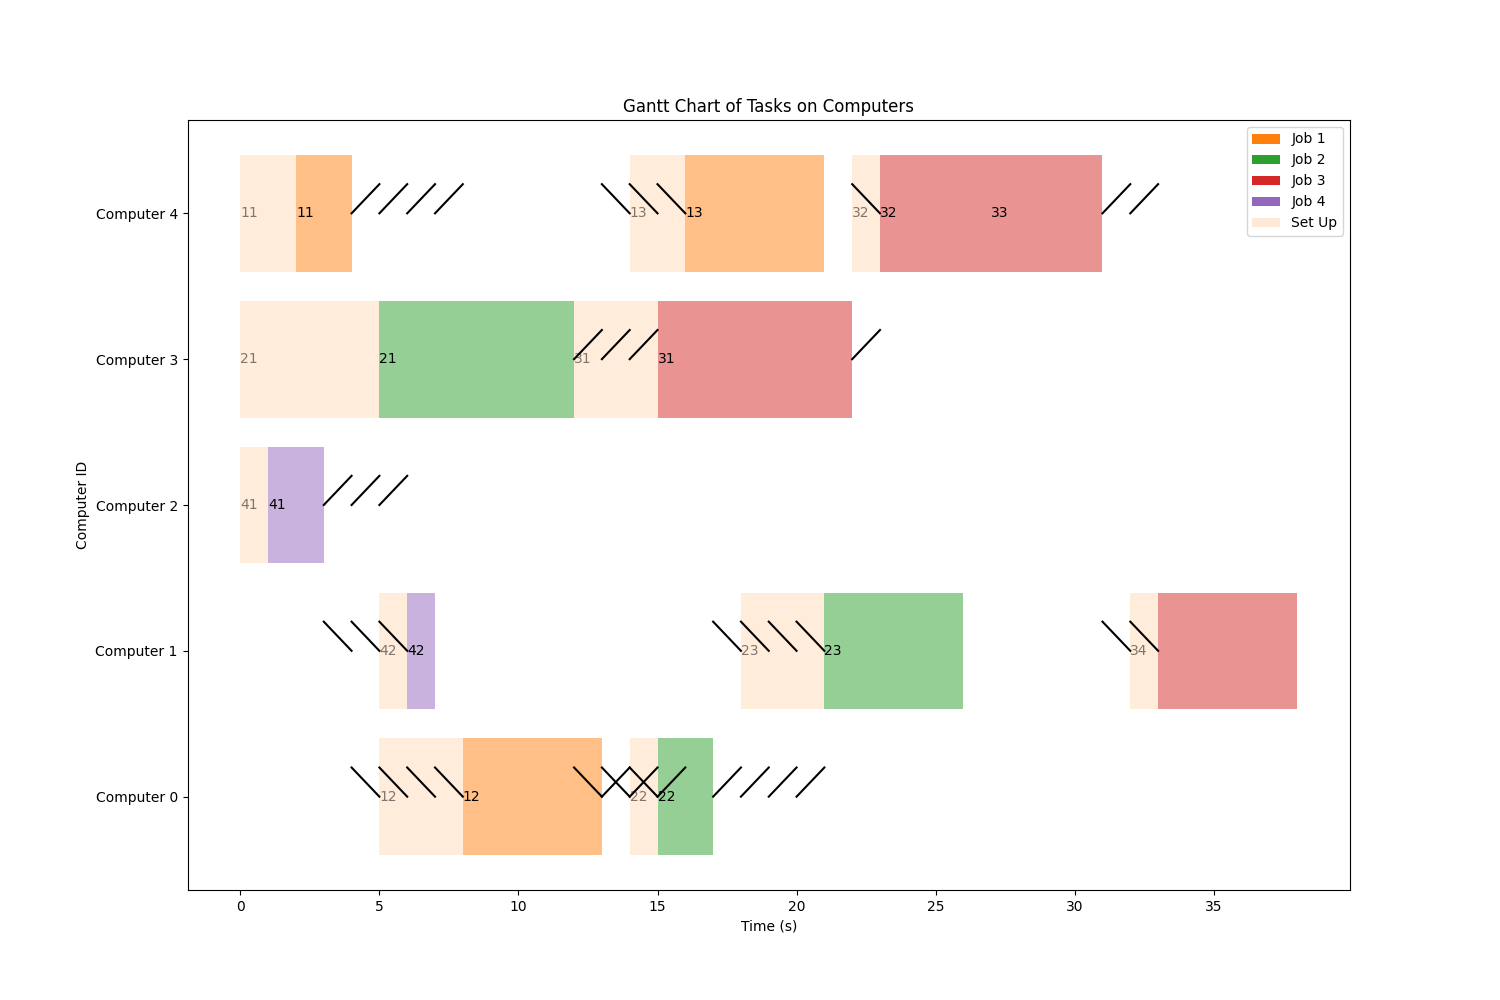 Gantt Chart of Tasks on Computers
Job 1
Job 2
Job 3
Job 4
Set Up
Computer ID
Computer 4
11 11 13 13 32 32 33
Computer 3
21 21 31 31
Computer 2
41 41
Computer 1
42 42 23 23 34
Computer 0
12 12 22 22
0 5 10 15 20 25 30 35
Time (s)